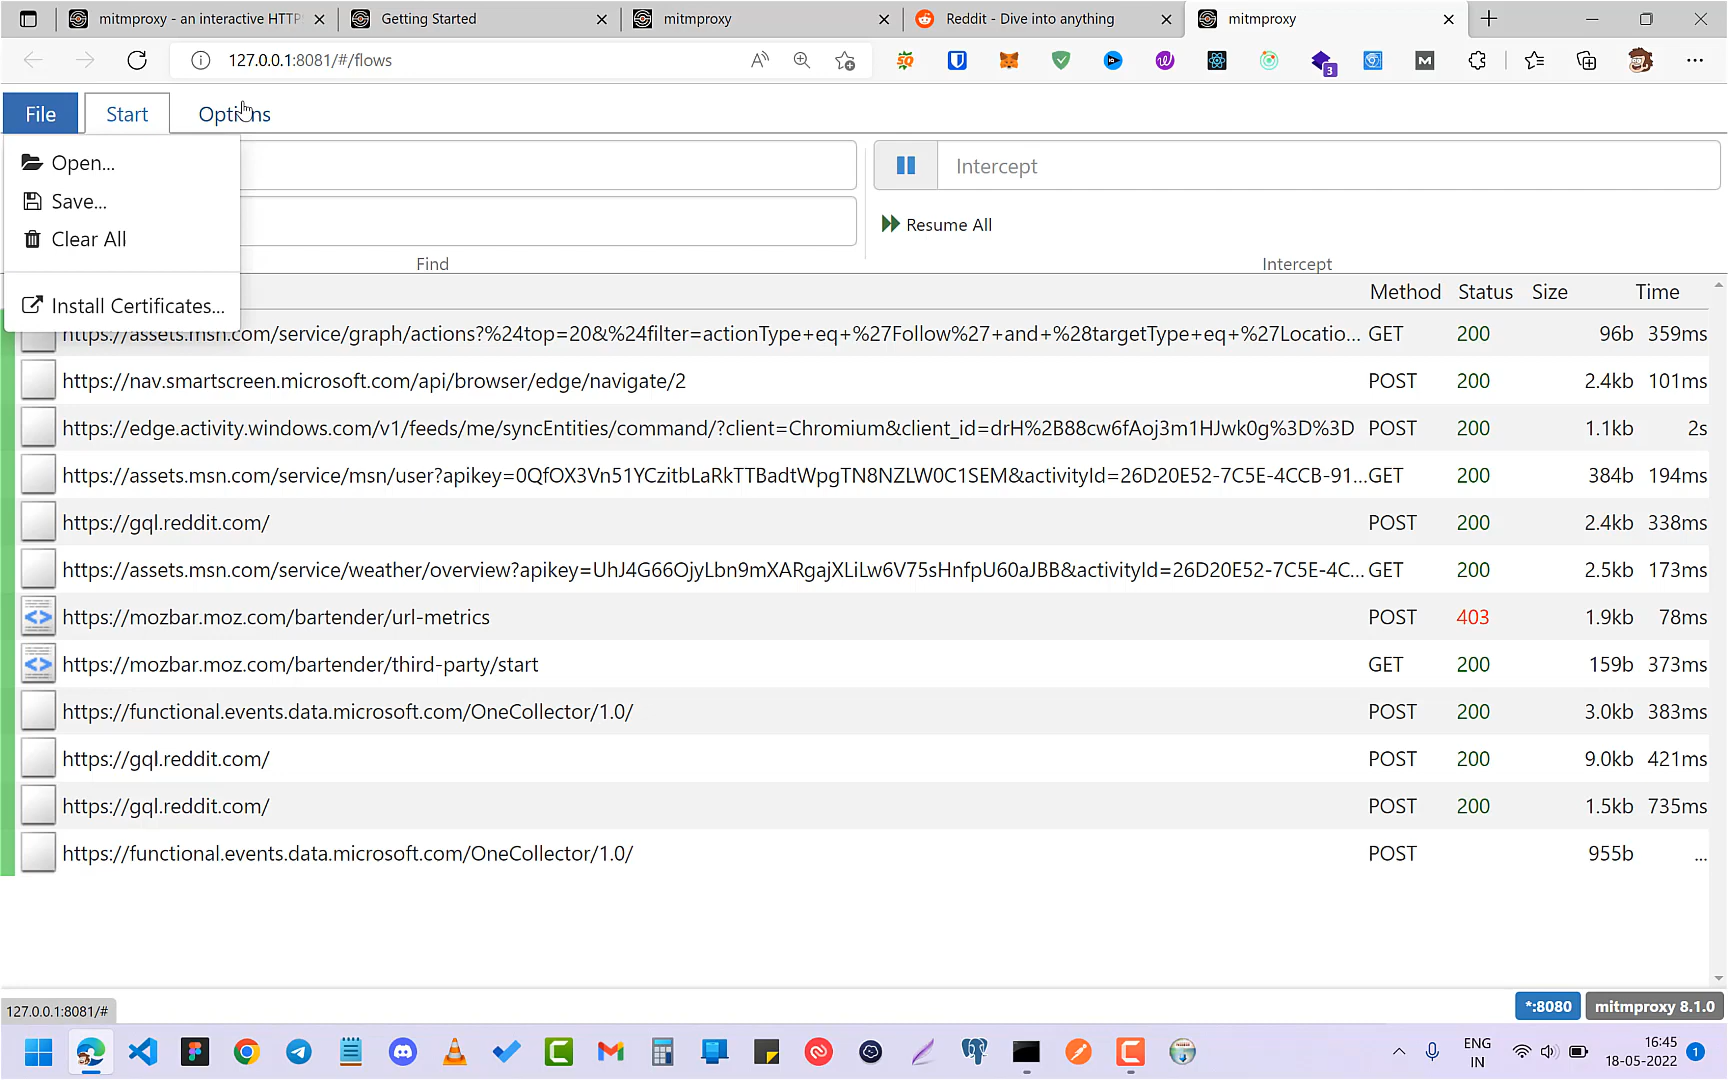 mitmproxy - an interactive HTTP
Getting Started
mitmproxy
Reddit - Dive into anything
mitmproxy
127.0.0.1:8081/#/flows
3
File
Start
Options
Open...
Save...
Clear All
Install Certificates...
Intercept
Resume All
Find
Intercept
Method Status Size Time
https://assets.msn.com/service/graph/actions?%24top=20&%24filter=actionType+eq+%27Follow%27+and+%28targetType+eq+%27Locatio... GET 200 96b 359ms
https://nav.smartscreen.microsoft.com/api/browser/edge/navigate/2 POST 200 2.4kb 101ms
https://edge.activity.windows.com/v1/feeds/me/syncEntities/command/?client=Chromium&client_id=drH%2B88cw6fAoj3m1HJwk0g%3D%3D POST 200 1.1kb 2s
https://assets.msn.com/service/msn/user?apikey=0QfOX3Vn51YCzitbLaRkTTBadtWpgTN8NZLW0C1SEM&activityId=26D20E52-7C5E-4CCB-91... GET 200 384b 194ms
https://gql.reddit.com/ POST 200 2.4kb 338ms
https://assets.msn.com/service/weather/overview?apikey=UhJ4G66OjyLbn9mXARgajXLiLw6V75sHnfpU60aJBB&activityId=26D20E52-7C5E-4C... GET 200 2.5kb 173ms
https://mozbar.moz.com/bartender/url-metrics POST 403 1.9kb 78ms
https://mozbar.moz.com/bartender/third-party/start GET 200 159b 373ms
https://functional.events.data.microsoft.com/OneCollector/1.0/ POST 200 3.0kb 383ms
https://gql.reddit.com/ POST 200 9.0kb 421ms
https://gql.reddit.com/ POST 200 1.5kb 735ms
https://functional.events.data.microsoft.com/OneCollector/1.0/ POST 955b ...
127.0.0.1:8081/#
*:8080
mitmproxy 8.1.0
ENG
IN
16:45
18-05-2022
1